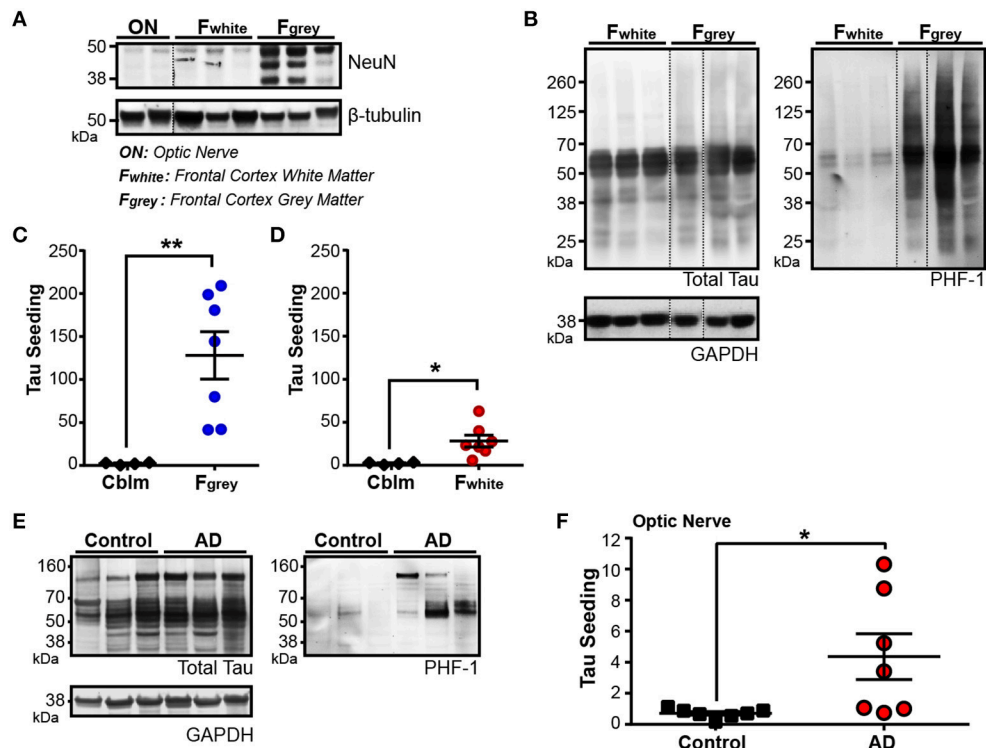 A
ON Fwhite Fgrey
50
38
NeuN
50
kDa
β-tubulin
ON: Optic Nerve
Fwhite : Frontal Cortex White Matter
Fgrey : Frontal Cortex Grey Matter
B
Fwhite Fgrey
260
125
70
50
38
25
kDa
Total Tau
38
kDa
GAPDH
Fwhite Fgrey
260
125
70
50
38
25
kDa
PHF-1
C
Tau Seeding
250
200
150
100
50
0
**
Cblm Fgrey
D
Tau Seeding
250
200
150
100
50
0
*
Cblm Fwhite
E
Control AD
160
70
50
38
kDa
Total Tau
38
kDa
GAPDH
Control AD
160
70
50
38
kDa
PHF-1
F
Optic Nerve
Tau Seeding
12
10
8
6
4
2
0
*
Control AD